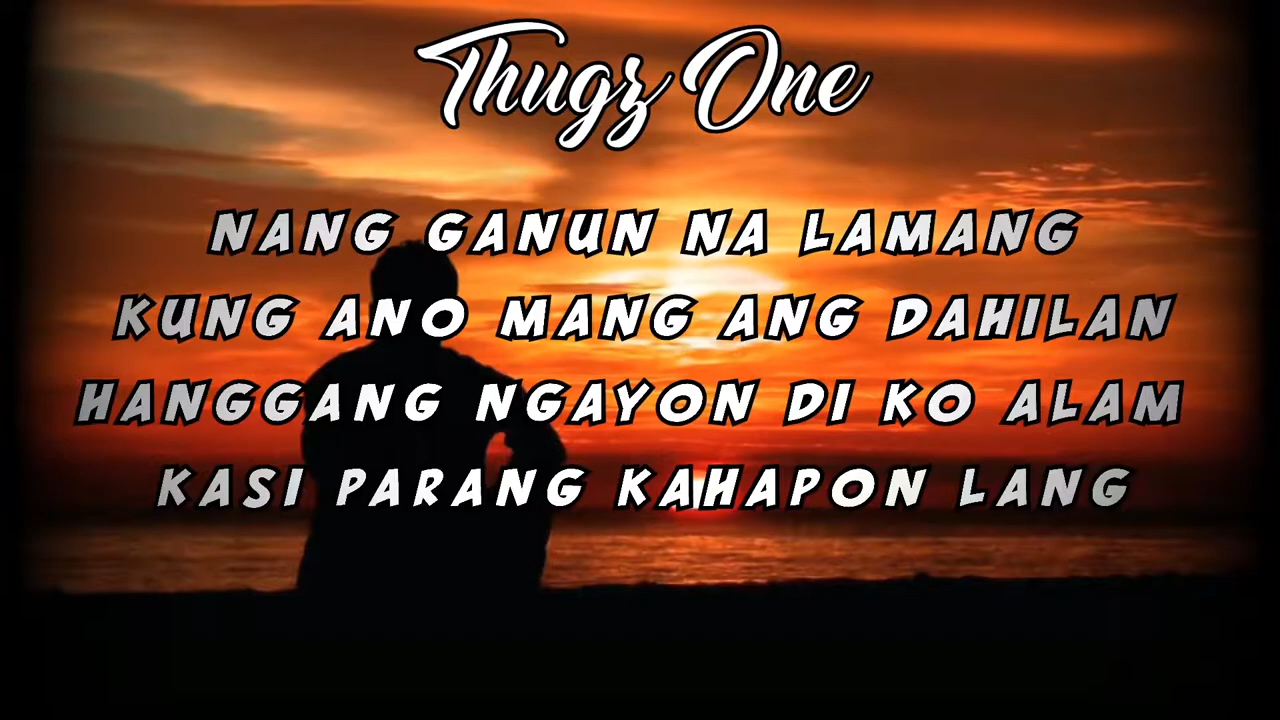 Thugz One
NANG GANUN NA LAMANG
KUNG ANO MANG ANG DAHILAN
HANGGANG NGAYON DI KO ALAM
KASI PARANG KAHAPON LANG